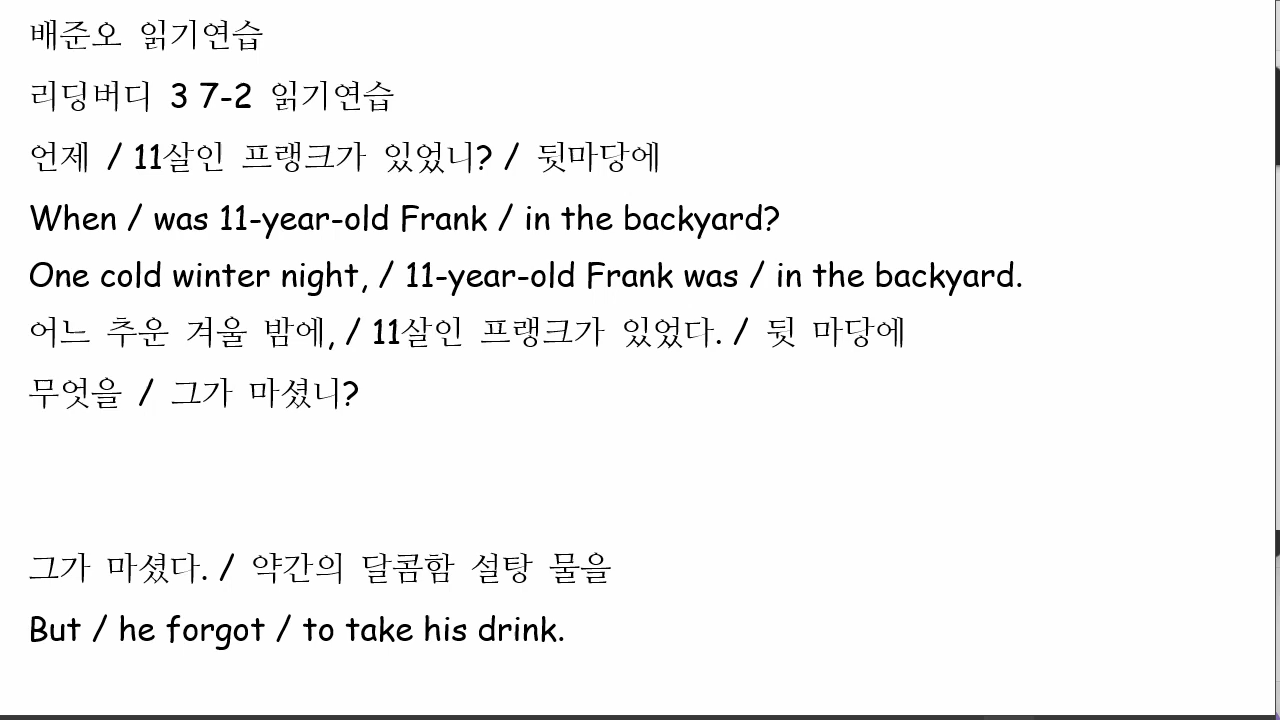 배준오 읽기연습
리딩버디 3 7-2 읽기연습
언제 / 11살인 프랭크가 있었니? / 뒷마당에
When / was 11-year-old Frank / in the backyard?
One cold winter night, / 11-year-old Frank was / in the backyard.
어느 추운 겨울 밤에, / 11살인 프랭크가 있었다. / 뒷 마당에
무엇을 / 그가 마셨니?
그가 마셨다. / 약간의 달콤함 설탕 물을
But / he forgot / to take his drink.